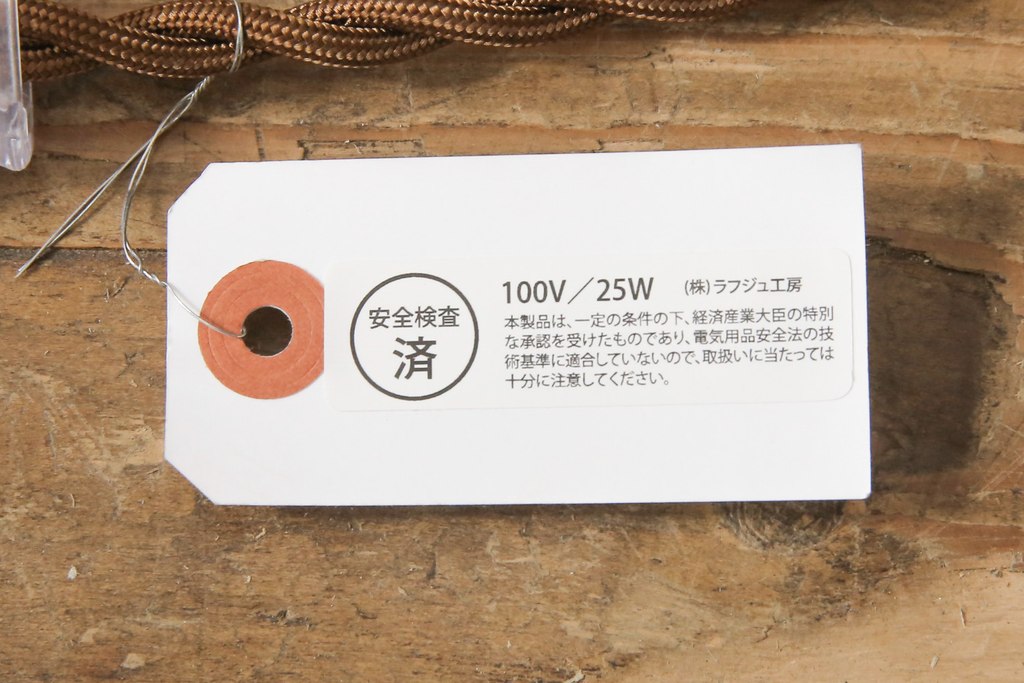 安全検査
済
100V／25W （株）ラフジュ工房
本製品は、一定の条件の下、経済産業大臣の特別
な承認を受けたものであり、電気用品安全法の技
術基準に適合していないので、取扱いに当たっては
十分に注意してください。